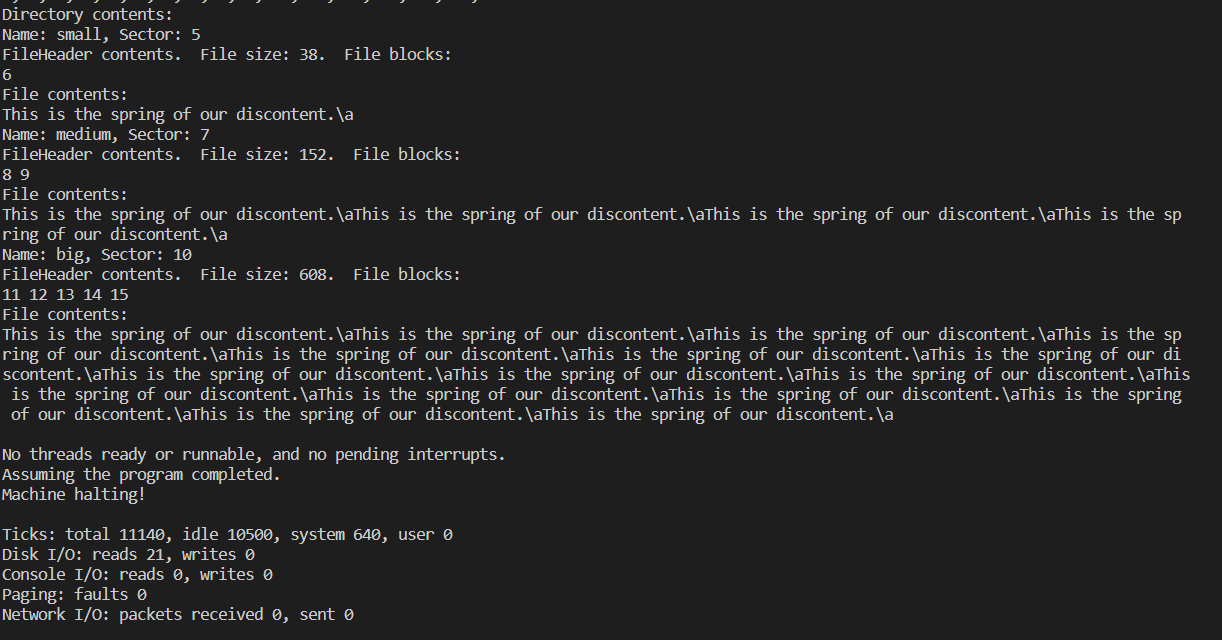 Directory contents:
Name: small, Sector: 5
FileHeader contents.  File size: 38.  File blocks:
6
File contents:
This is the spring of our discontent.\a
Name: medium, Sector: 7
FileHeader contents.  File size: 152.  File blocks:
8 9
File contents:
This is the spring of our discontent.\aThis is the spring of our discontent.\aThis is the spring of our discontent.\aThis is the sp
ring of our discontent.\a
Name: big, Sector: 10
FileHeader contents.  File size: 608.  File blocks:
11 12 13 14 15
File contents:
This is the spring of our discontent.\aThis is the spring of our discontent.\aThis is the spring of our discontent.\aThis is the sp
ring of our discontent.\aThis is the spring of our discontent.\aThis is the spring of our discontent.\aThis is the spring of our di
scontent.\aThis is the spring of our discontent.\aThis is the spring of our discontent.\aThis is the spring of our discontent.\aThis
 is the spring of our discontent.\aThis is the spring of our discontent.\aThis is the spring of our discontent.\aThis is the spring
 of our discontent.\aThis is the spring of our discontent.\aThis is the spring of our discontent.\a

No threads ready or runnable, and no pending interrupts.
Assuming the program completed.
Machine halting!

Ticks: total 11140, idle 10500, system 640, user 0
Disk I/O: reads 21, writes 0
Console I/O: reads 0, writes 0
Paging: faults 0
Network I/O: packets received 0, sent 0